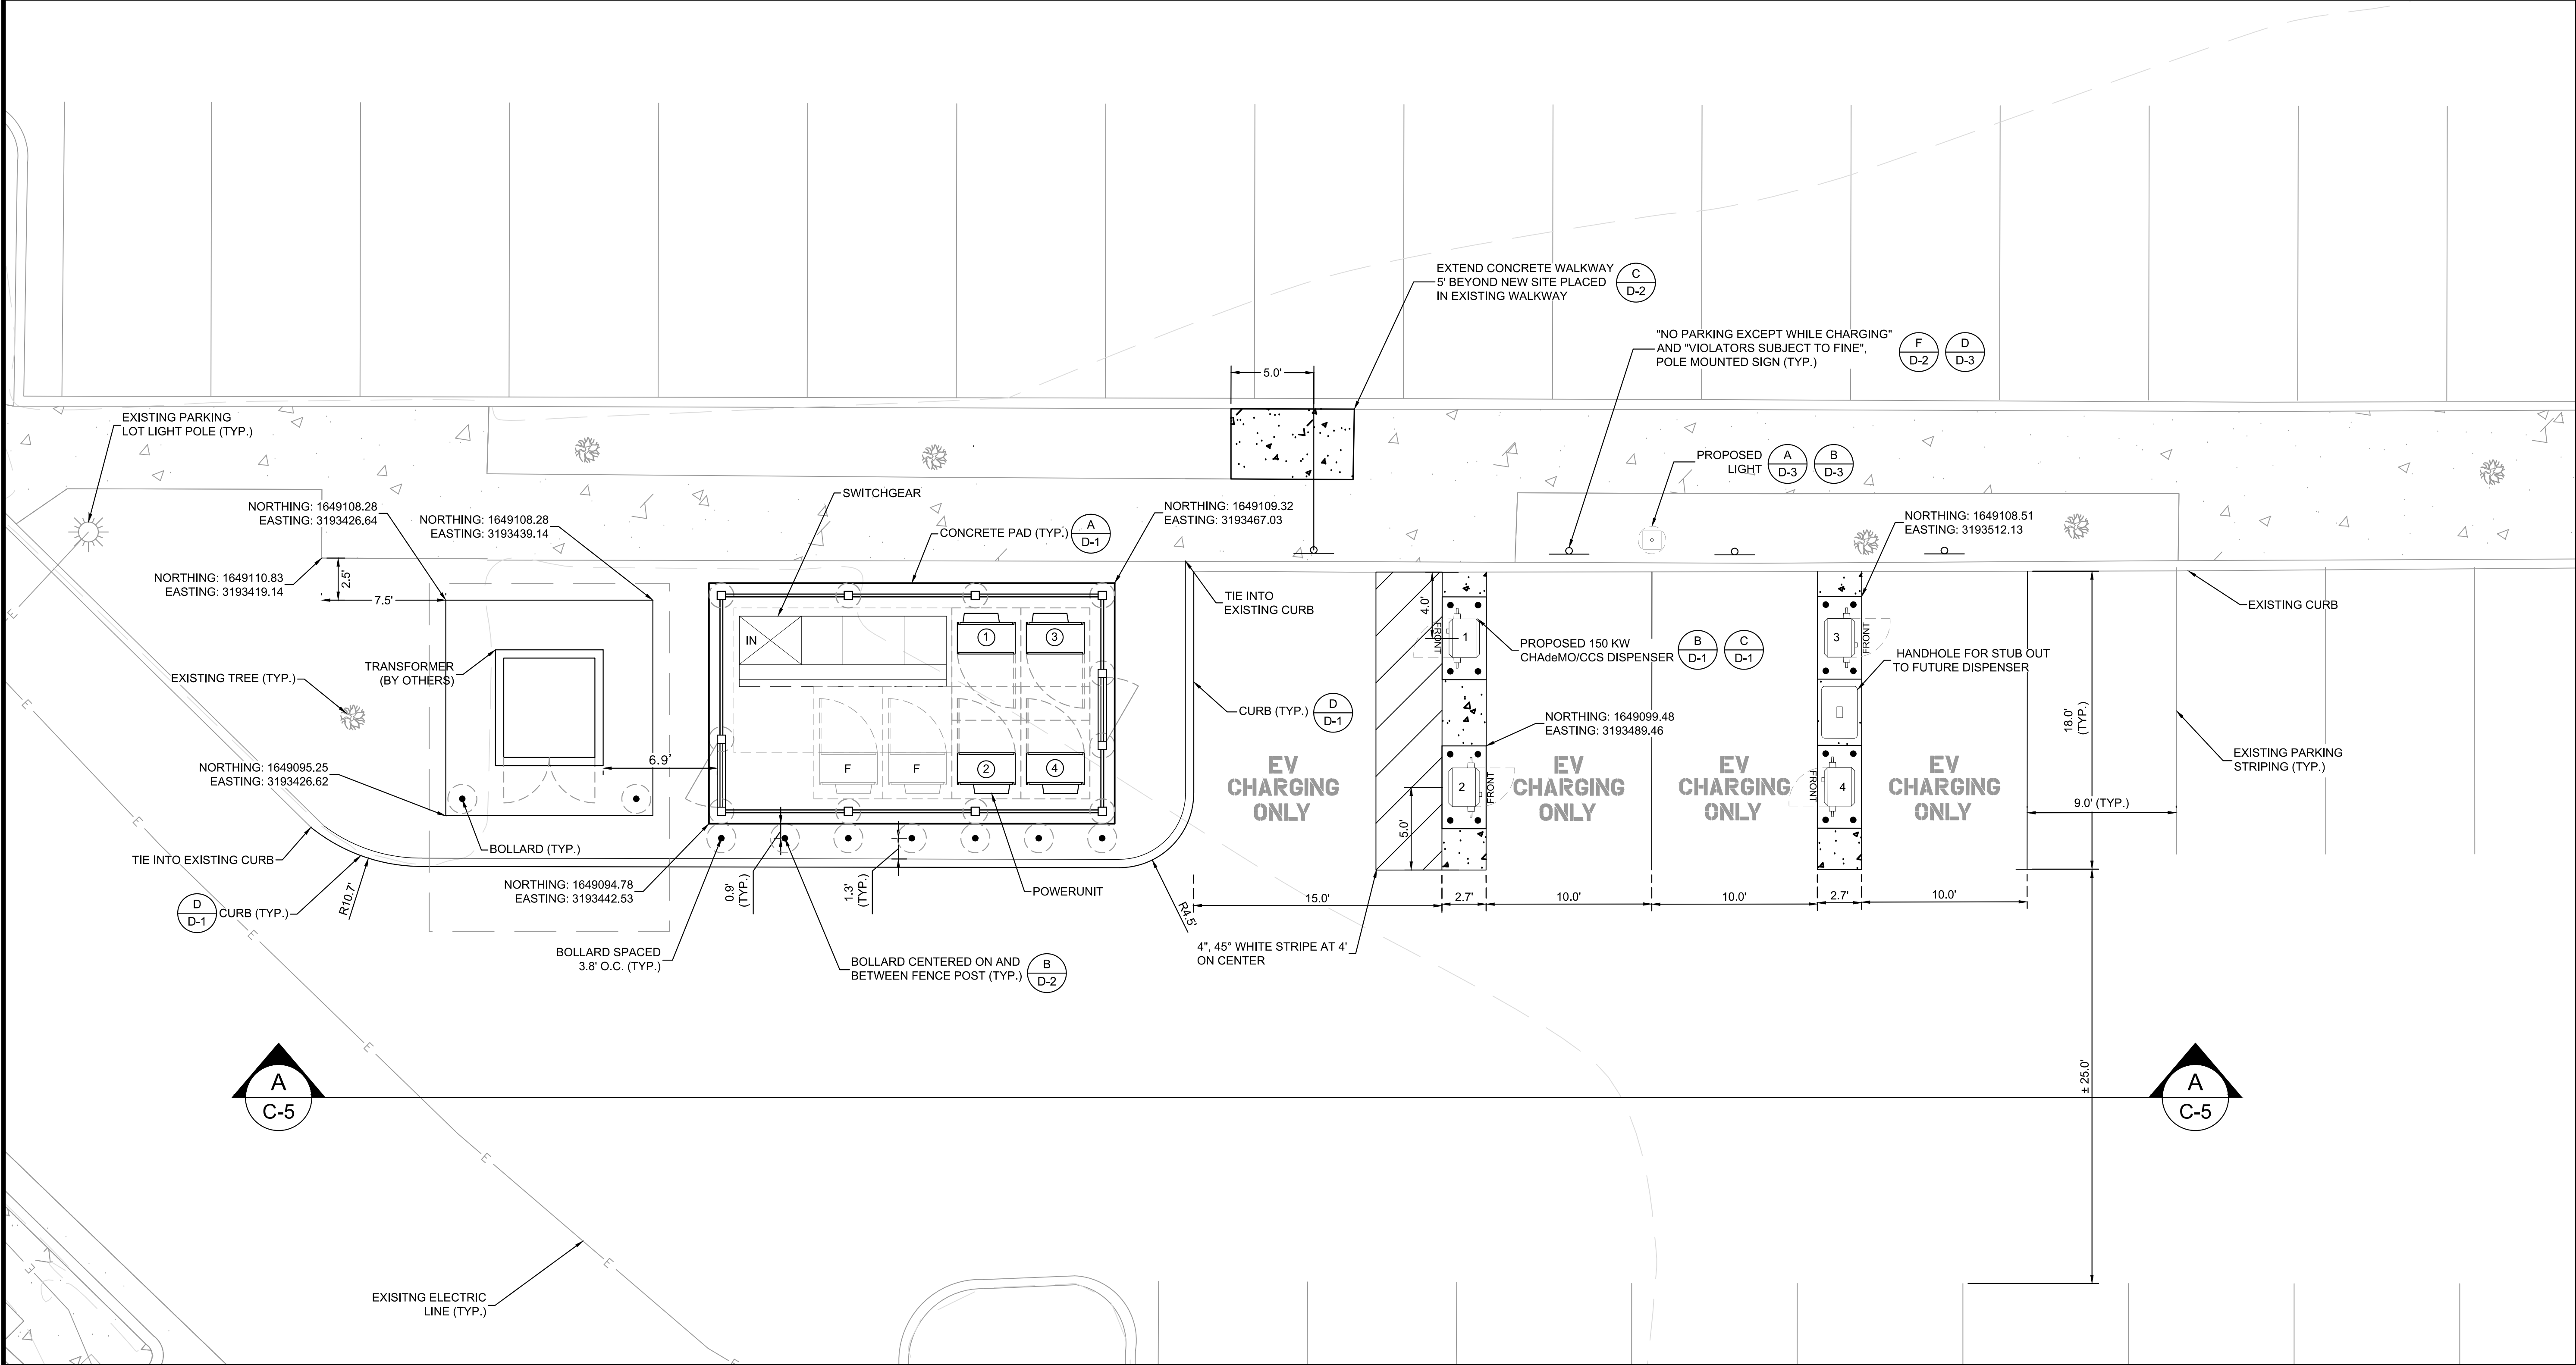 EXTEND CONCRETE WALKWAY
5' BEYOND NEW SITE PLACED
IN EXISTING WALKWAY
C
D-2
"NO PARKING EXCEPT WHILE CHARGING"
AND "VIOLATORS SUBJECT TO FINE",
POLE MOUNTED SIGN (TYP.)
F
D-2
D
D-3
5.0'
EXISTING PARKING
LOT LIGHT POLE (TYP.)
PROPOSED
LIGHT
A
D-3
B
D-3
SWITCHGEAR
NORTHING: 1649108.28
EASTING: 3193426.64
NORTHING: 1649108.28
EASTING: 3193439.14
CONCRETE PAD (TYP.)
A
D-1
NORTHING: 1649109.32
EASTING: 3193467.03
NORTHING: 1649108.51
EASTING: 3193512.13
NORTHING: 1649110.83
EASTING: 3193419.14
2.5'
7.5'
TIE INTO
EXISTING CURB
EXISTING CURB
4.0'
IN
1
3
FRONT
1
PROPOSED 150 KW
CHAdeMO/CCS DISPENSER
B
D-1
C
D-1
3
FRONT
HANDHOLE FOR STUB OUT
TO FUTURE DISPENSER
TRANSFORMER
(BY OTHERS)
EXISTING TREE (TYP.)
CURB (TYP.)
D
D-1
NORTHING: 1649099.48
EASTING: 3193489.46
18.0'
(TYP.)
EXISTING PARKING
STRIPING (TYP.)
6.9'
NORTHING: 1649095.25
EASTING: 3193426.62
F
F
2
4
EV
CHARGING
ONLY
2
FRONT
EV
CHARGING
ONLY
EV
CHARGING
ONLY
FRONT
4
EV
CHARGING
ONLY
9.0' (TYP.)
5.0'
BOLLARD (TYP.)
TIE INTO EXISTING CURB
R10.7'
D
D-1
CURB (TYP.)
NORTHING: 1649094.78
EASTING: 3193442.53
0.9'
(TYP.)
1.3'
(TYP.)
POWERUNIT
R4.5'
15.0'
2.7'
10.0'
10.0'
2.7'
10.0'
BOLLARD SPACED
3.8' O.C. (TYP.)
BOLLARD CENTERED ON AND
BETWEEN FENCE POST (TYP.)
B
D-2
4", 45° WHITE STRIPE AT 4'
ON CENTER
A
C-5
± 25.0'
A
C-5
EXISITNG ELECTRIC
LINE (TYP.)
E
E
E
E
E
E
E
E
E
E